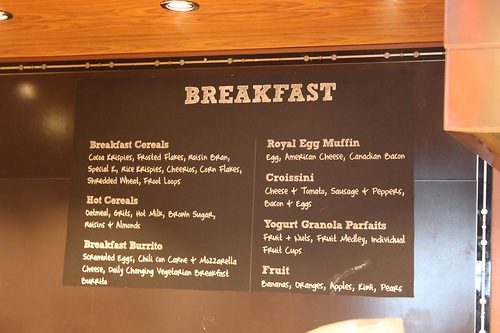 BREAKFAST
Breakfast Cereals
Cocoa Krispies, Frosted Flakes, Raisin Bran,
Special K, Rice Krispies, Cheerios, Corn Flakes,
Shredded Wheat, Froot Loops
Hot Cereals
Oatmeal, Grits, Hot Milk, Brown Sugar,
Raisins & Almonds
Breakfast Burrito
Scrambled Eggs, Chili con Carne & Mozzarella
Cheese, Daily Changing Vegetarian Breakfast
Burrito
Royal Egg Muffin
Egg, American Cheese, Canadian Bacon
Croissini
Cheese & Tomato, Sausage & Peppers,
Bacon & Eggs
Yogurt Granola Parfaits
Fruit & Nuts, Fruit Medley, Individual
Fruit Cups
Fruit
Bananas, Oranges, Apples, Kiwi, Pears